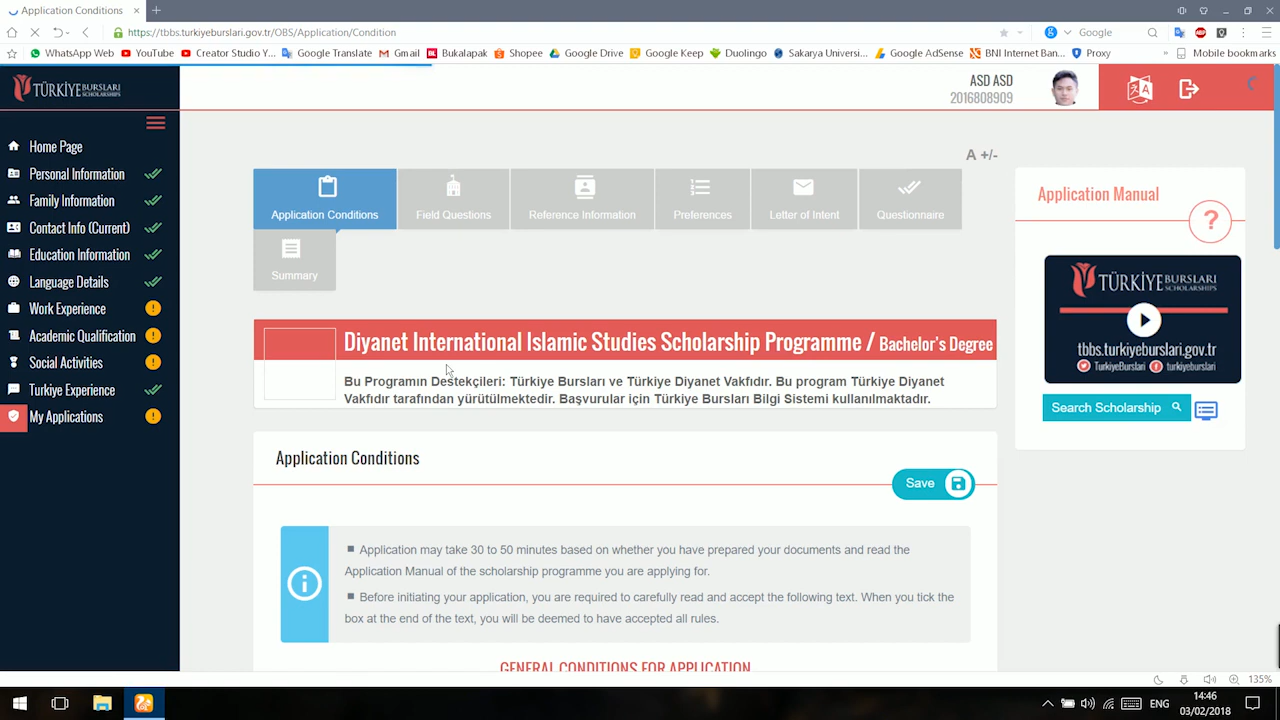 Application Conditions
https://tbbs.turkiyeburslari.gov.tr/OBS/Application/Condition
Google
WhatsApp Web
YouTube
Creator Studio Y...
Google Translate
Gmail
Bukalapak
Shopee
Google Drive
Google Keep
Duolingo
Sakarya Universi...
Google AdSense
BNI Internet Ban...
Proxy
»
Mobile bookmarks
TÜRKİYE BURSLARI
SCHOLARSHIPS
ASD ASD
2016808909
Home Page
Personal Information
Family Information
Contact Info (Current)
Education Information
Language Details
Work Experience
Academic Qualification
Social Activities
Turkiye Experience
My Applications
A +/-
Application Conditions
Field Questions
Reference Information
Preferences
Letter of Intent
Questionnaire
Summary
Diyanet International Islamic Studies Scholarship Programme / Bachelor's Degree
Bu Programın Destekçileri: Türkiye Bursları ve Türkiye Diyanet Vakfıdır. Bu program Türkiye Diyanet
Vakfıdır tarafından yürütülmektedir. Başvurular için Türkiye Bursları Bilgi Sistemi kullanılmaktadır.
Application Conditions
Save
Application may take 30 to 50 minutes based on whether you have prepared your documents and read the
Application Manual of the scholarship programme you are applying for.
Before initiating your application, you are required to carefully read and accept the following text. When you tick the
box at the end of the text, you will be deemed to have accepted all rules.
GENERAL CONDITIONS FOR APPLICATION
Application Manual
?
TÜRKİYE BURSLARI
SCHOLARSHIPS
tbbs.turkiyeburslari.gov.tr
/TurkiyeBurslari
/turkiyeburslari
Search Scholarship
135%
ENG
14:46
03/02/2018